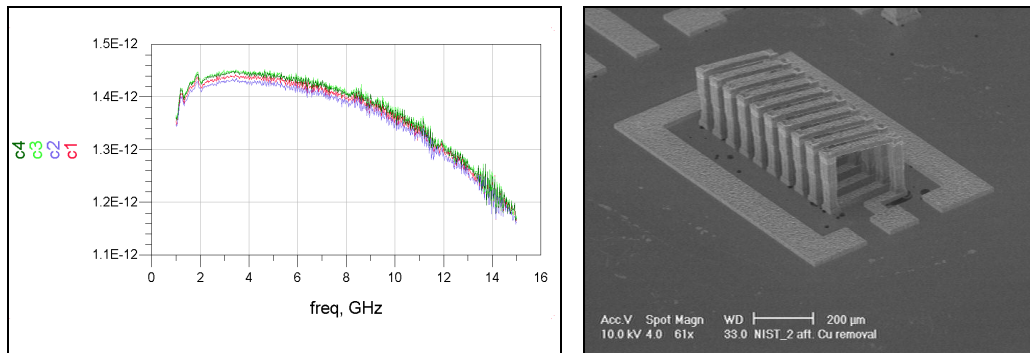 1.5E-12
1.4E-12
1.3E-12
1.2E-12
1.1E-12
c4
c3
c2
c1
0 2 4 6 8 10 12 14 16
freq, GHz
Acc.V Spot Magn WD 200 µm
10.0 kV 4.0 61x 33.0 NIST_2 aft. Cu removal